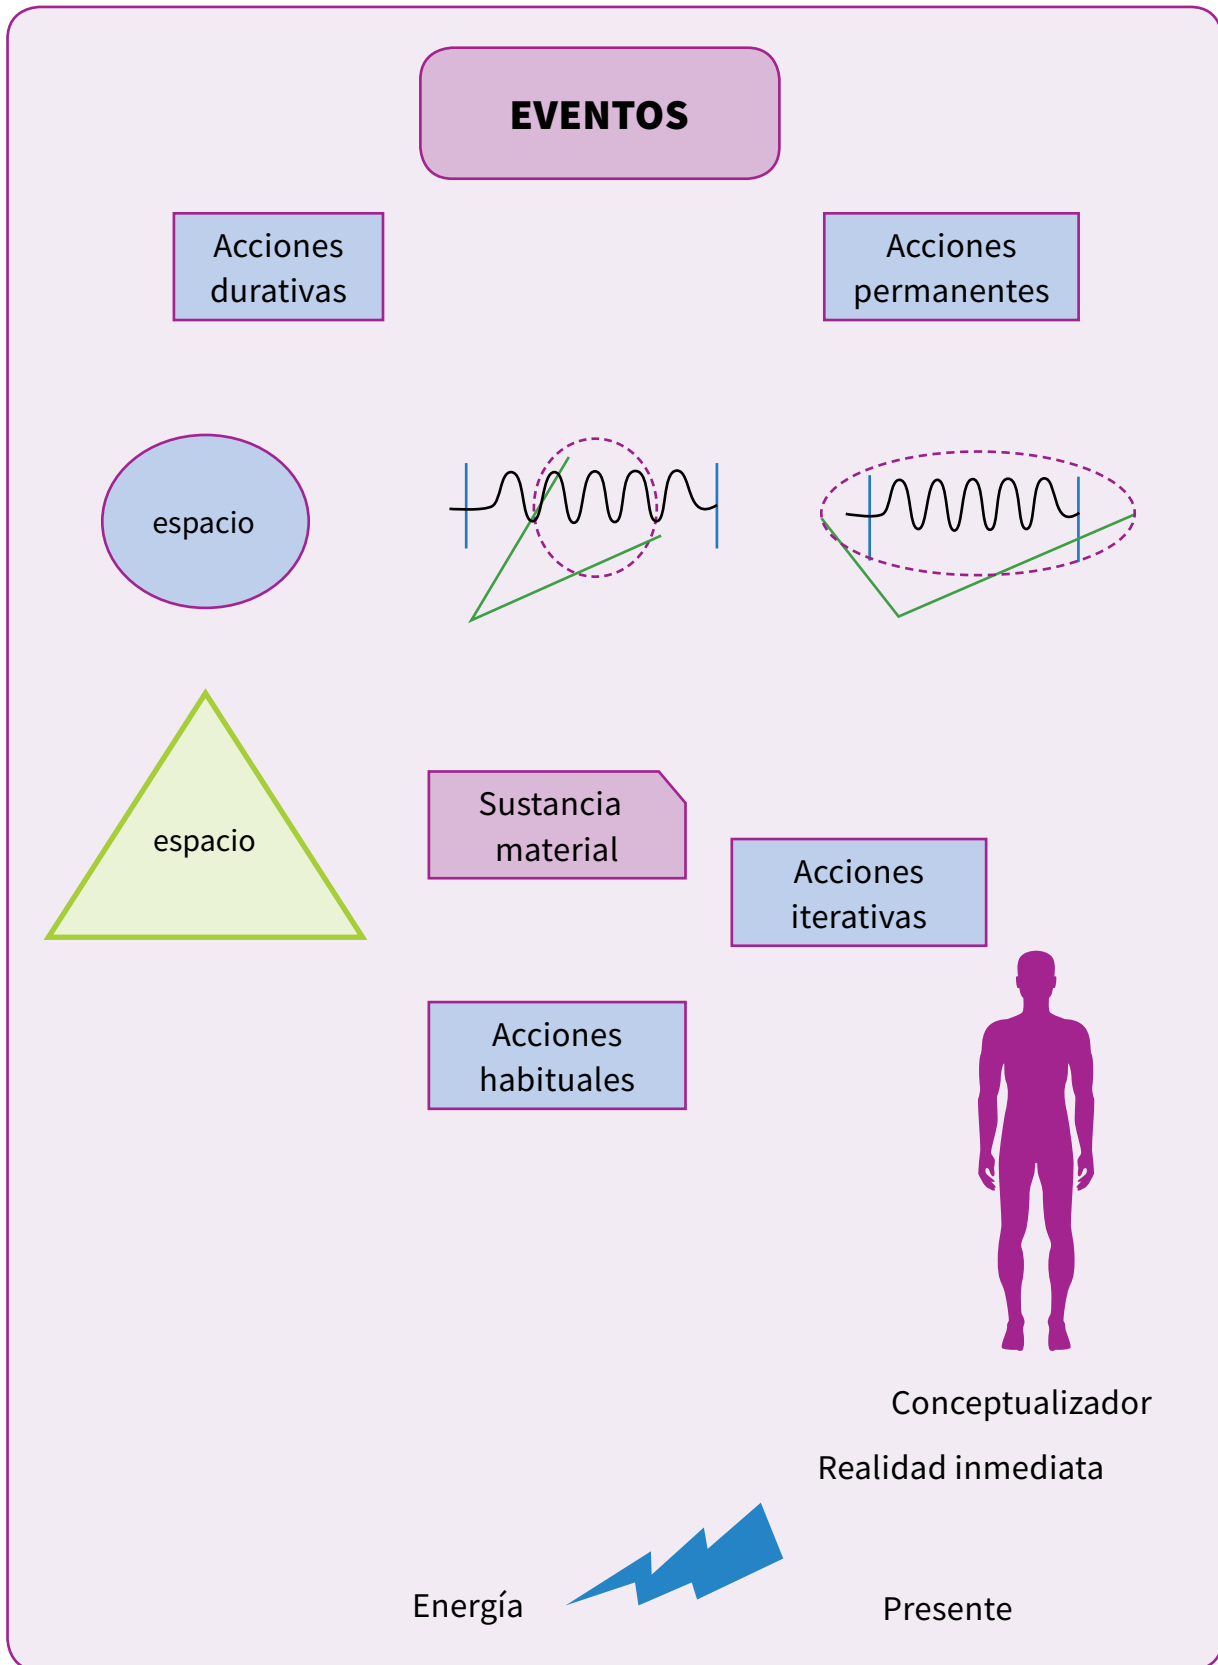 EVENTOS
Acciones
durativas
Acciones
permanentes
espacio
espacio
Sustancia
material
Acciones
iterativas
Acciones
habituales
Conceptualizador
Realidad inmediata
Energía
Presente